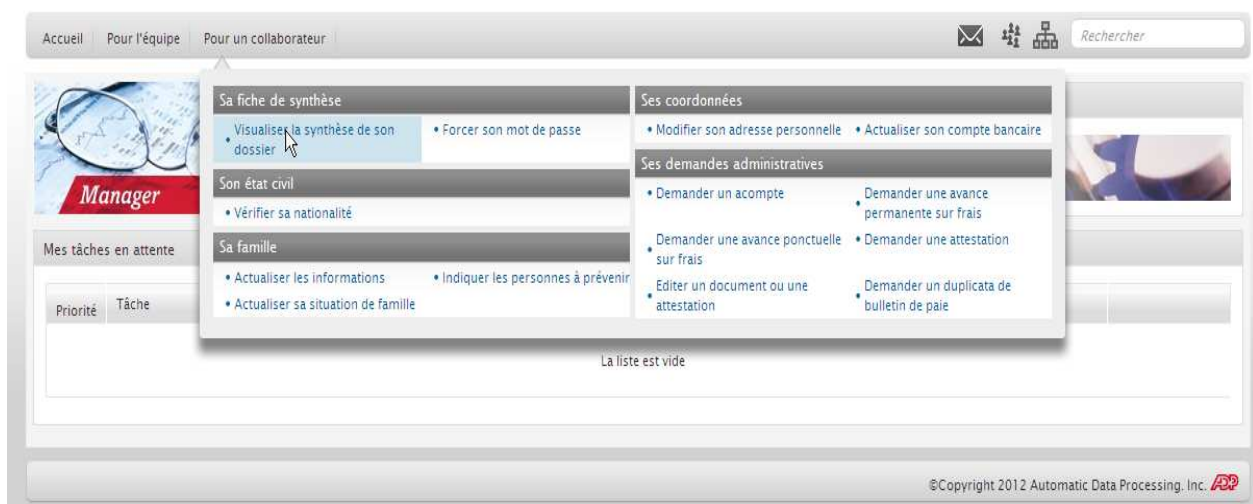 Accueil
Pour l'équipe
Pour un collaborateur
Rechercher
Sa fiche de synthèse
• Visualiser la synthèse de son
dossier
• Forcer son mot de passe
Son état civil
• Vérifier sa nationalité
Sa famille
• Actualiser les informations
• Indiquer les personnes à prévenir
• Actualiser sa situation de famille
Ses coordonnées
• Modifier son adresse personnelle
• Actualiser son compte bancaire
Ses demandes administratives
• Demander un acompte
• Demander une avance
permanente sur frais
• Demander une avance ponctuelle
sur frais
• Demander une attestation
• Editer un document ou une
attestation
• Demander un duplicata de
bulletin de paie
Manager
Mes tâches en attente
Priorité
Tâche
La liste est vide
©Copyright 2012 Automatic Data Processing. Inc. ADP